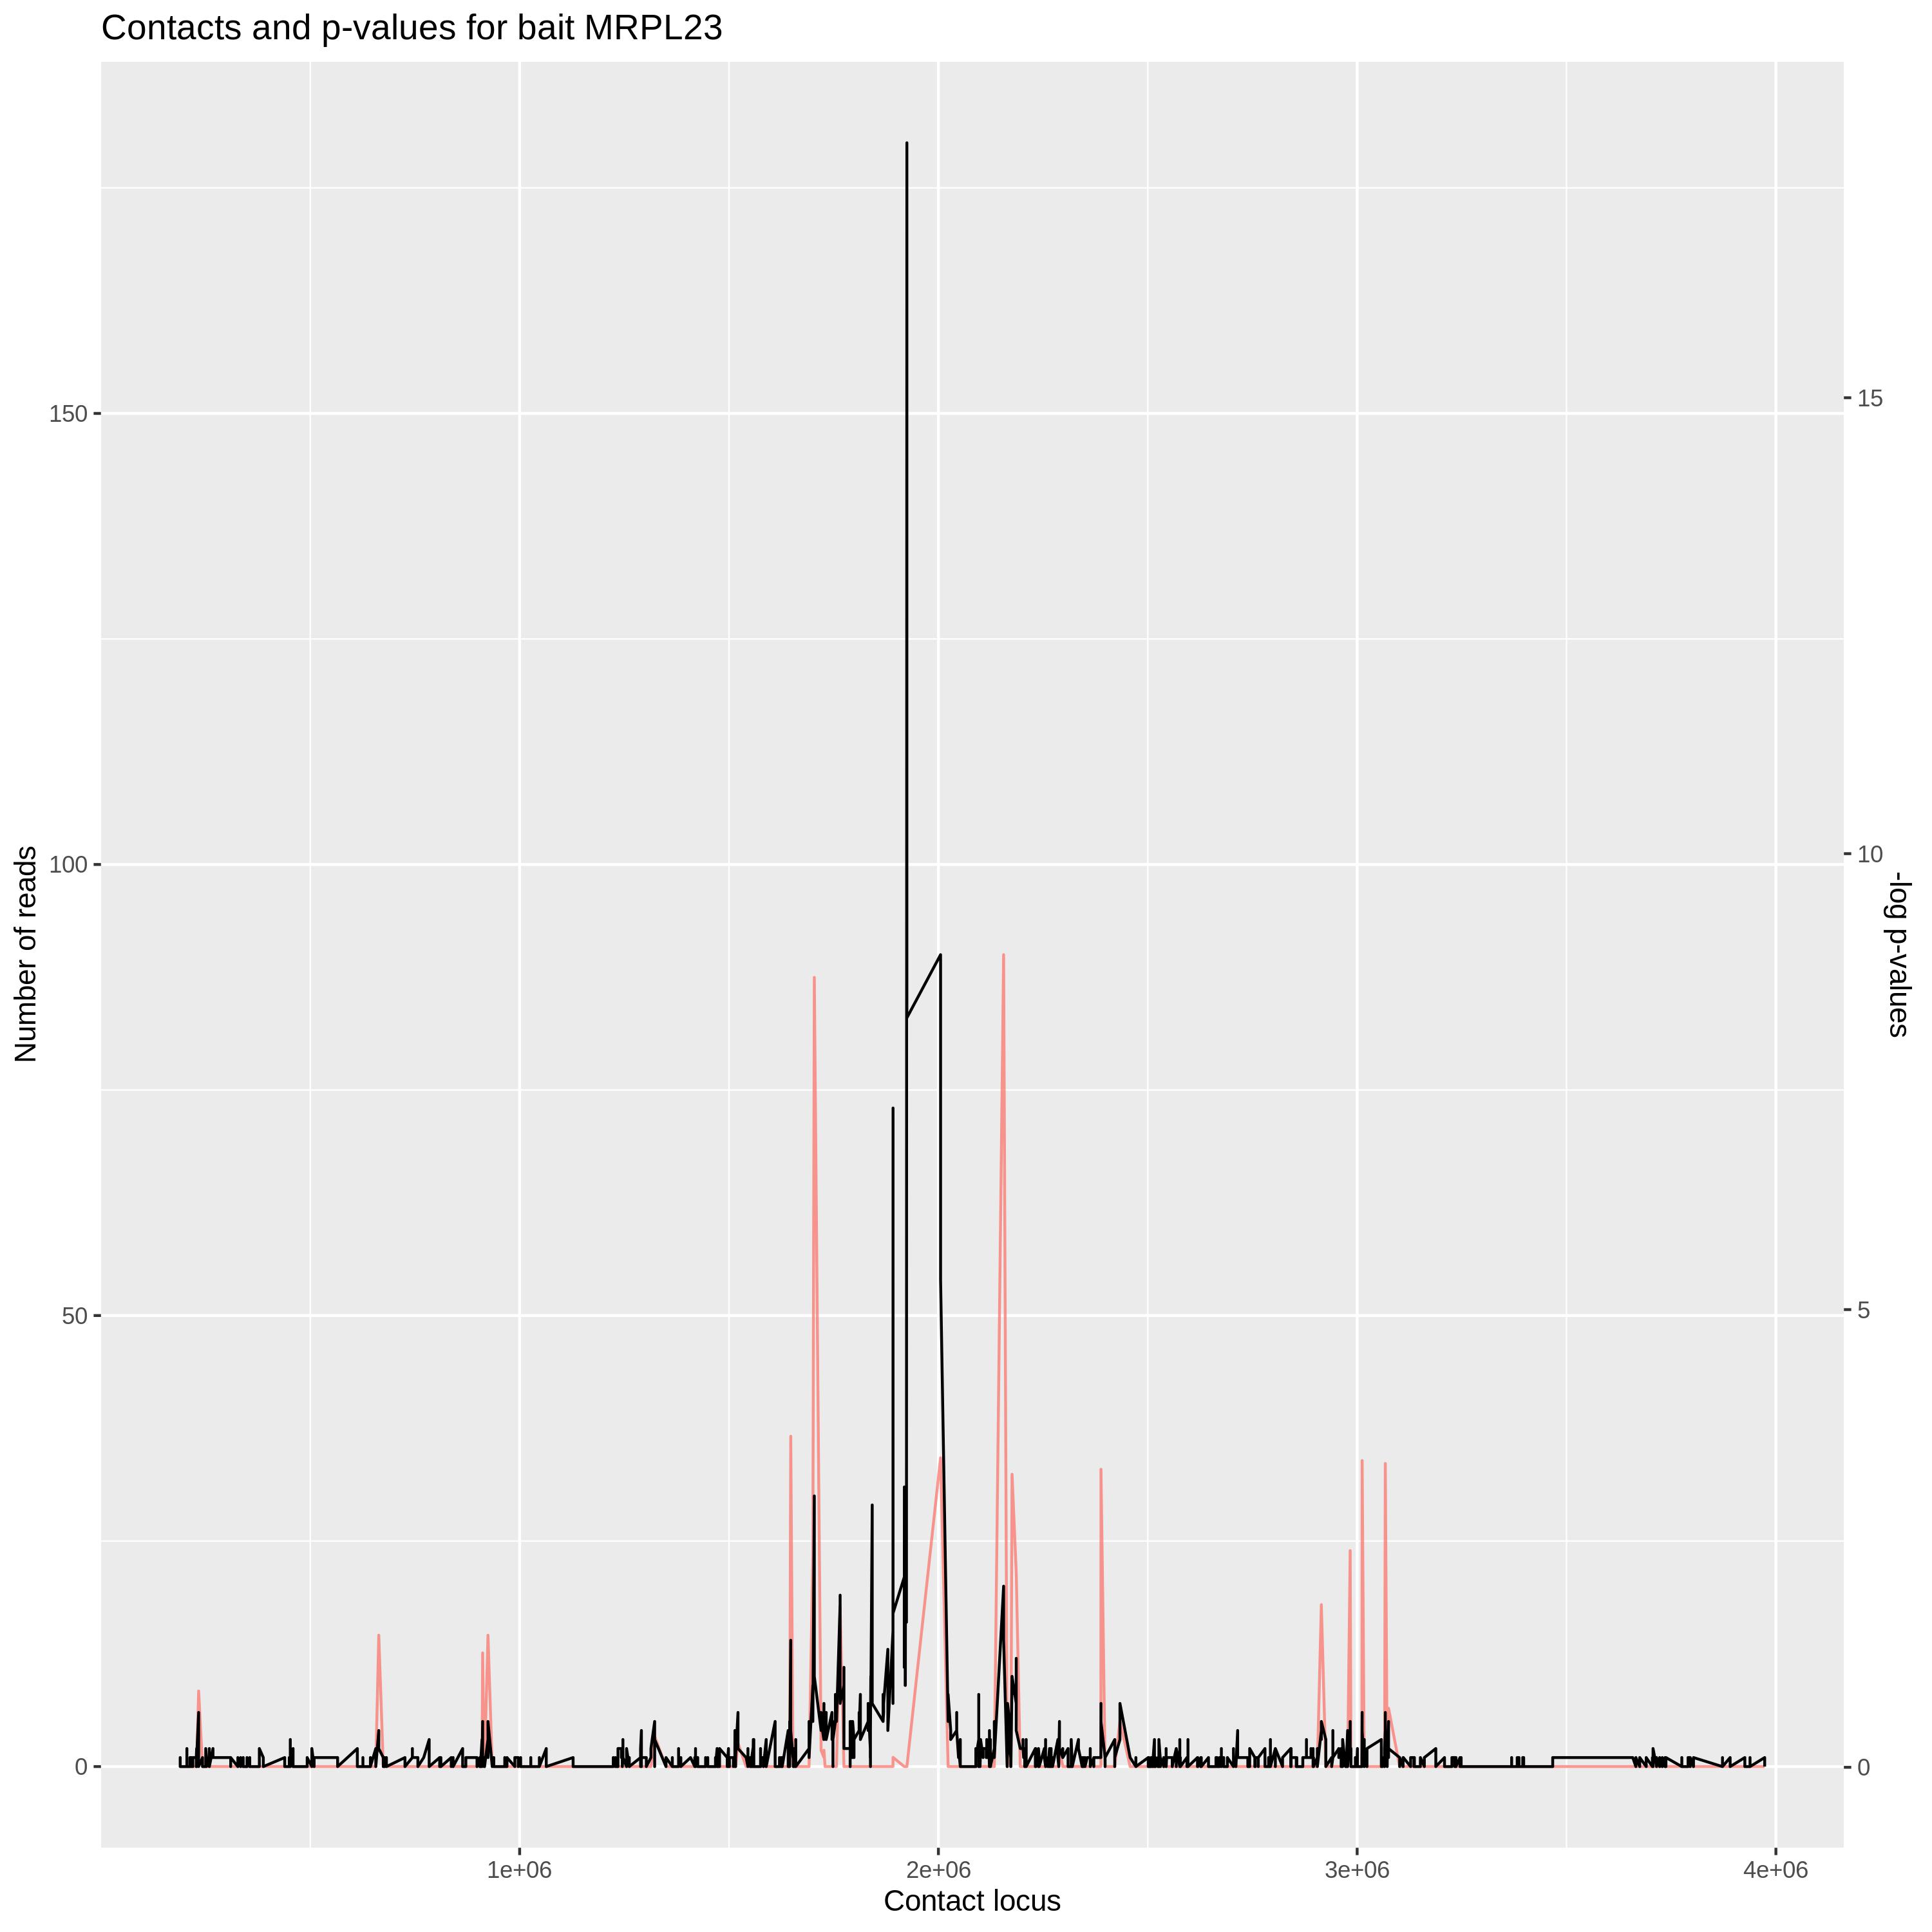 Contacts and p-values for bait MRPL23
Number of reads
150
100
50
0
15
10
5
0
-log p-values
1e+06 2e+06 3e+06 4e+06
Contact locus